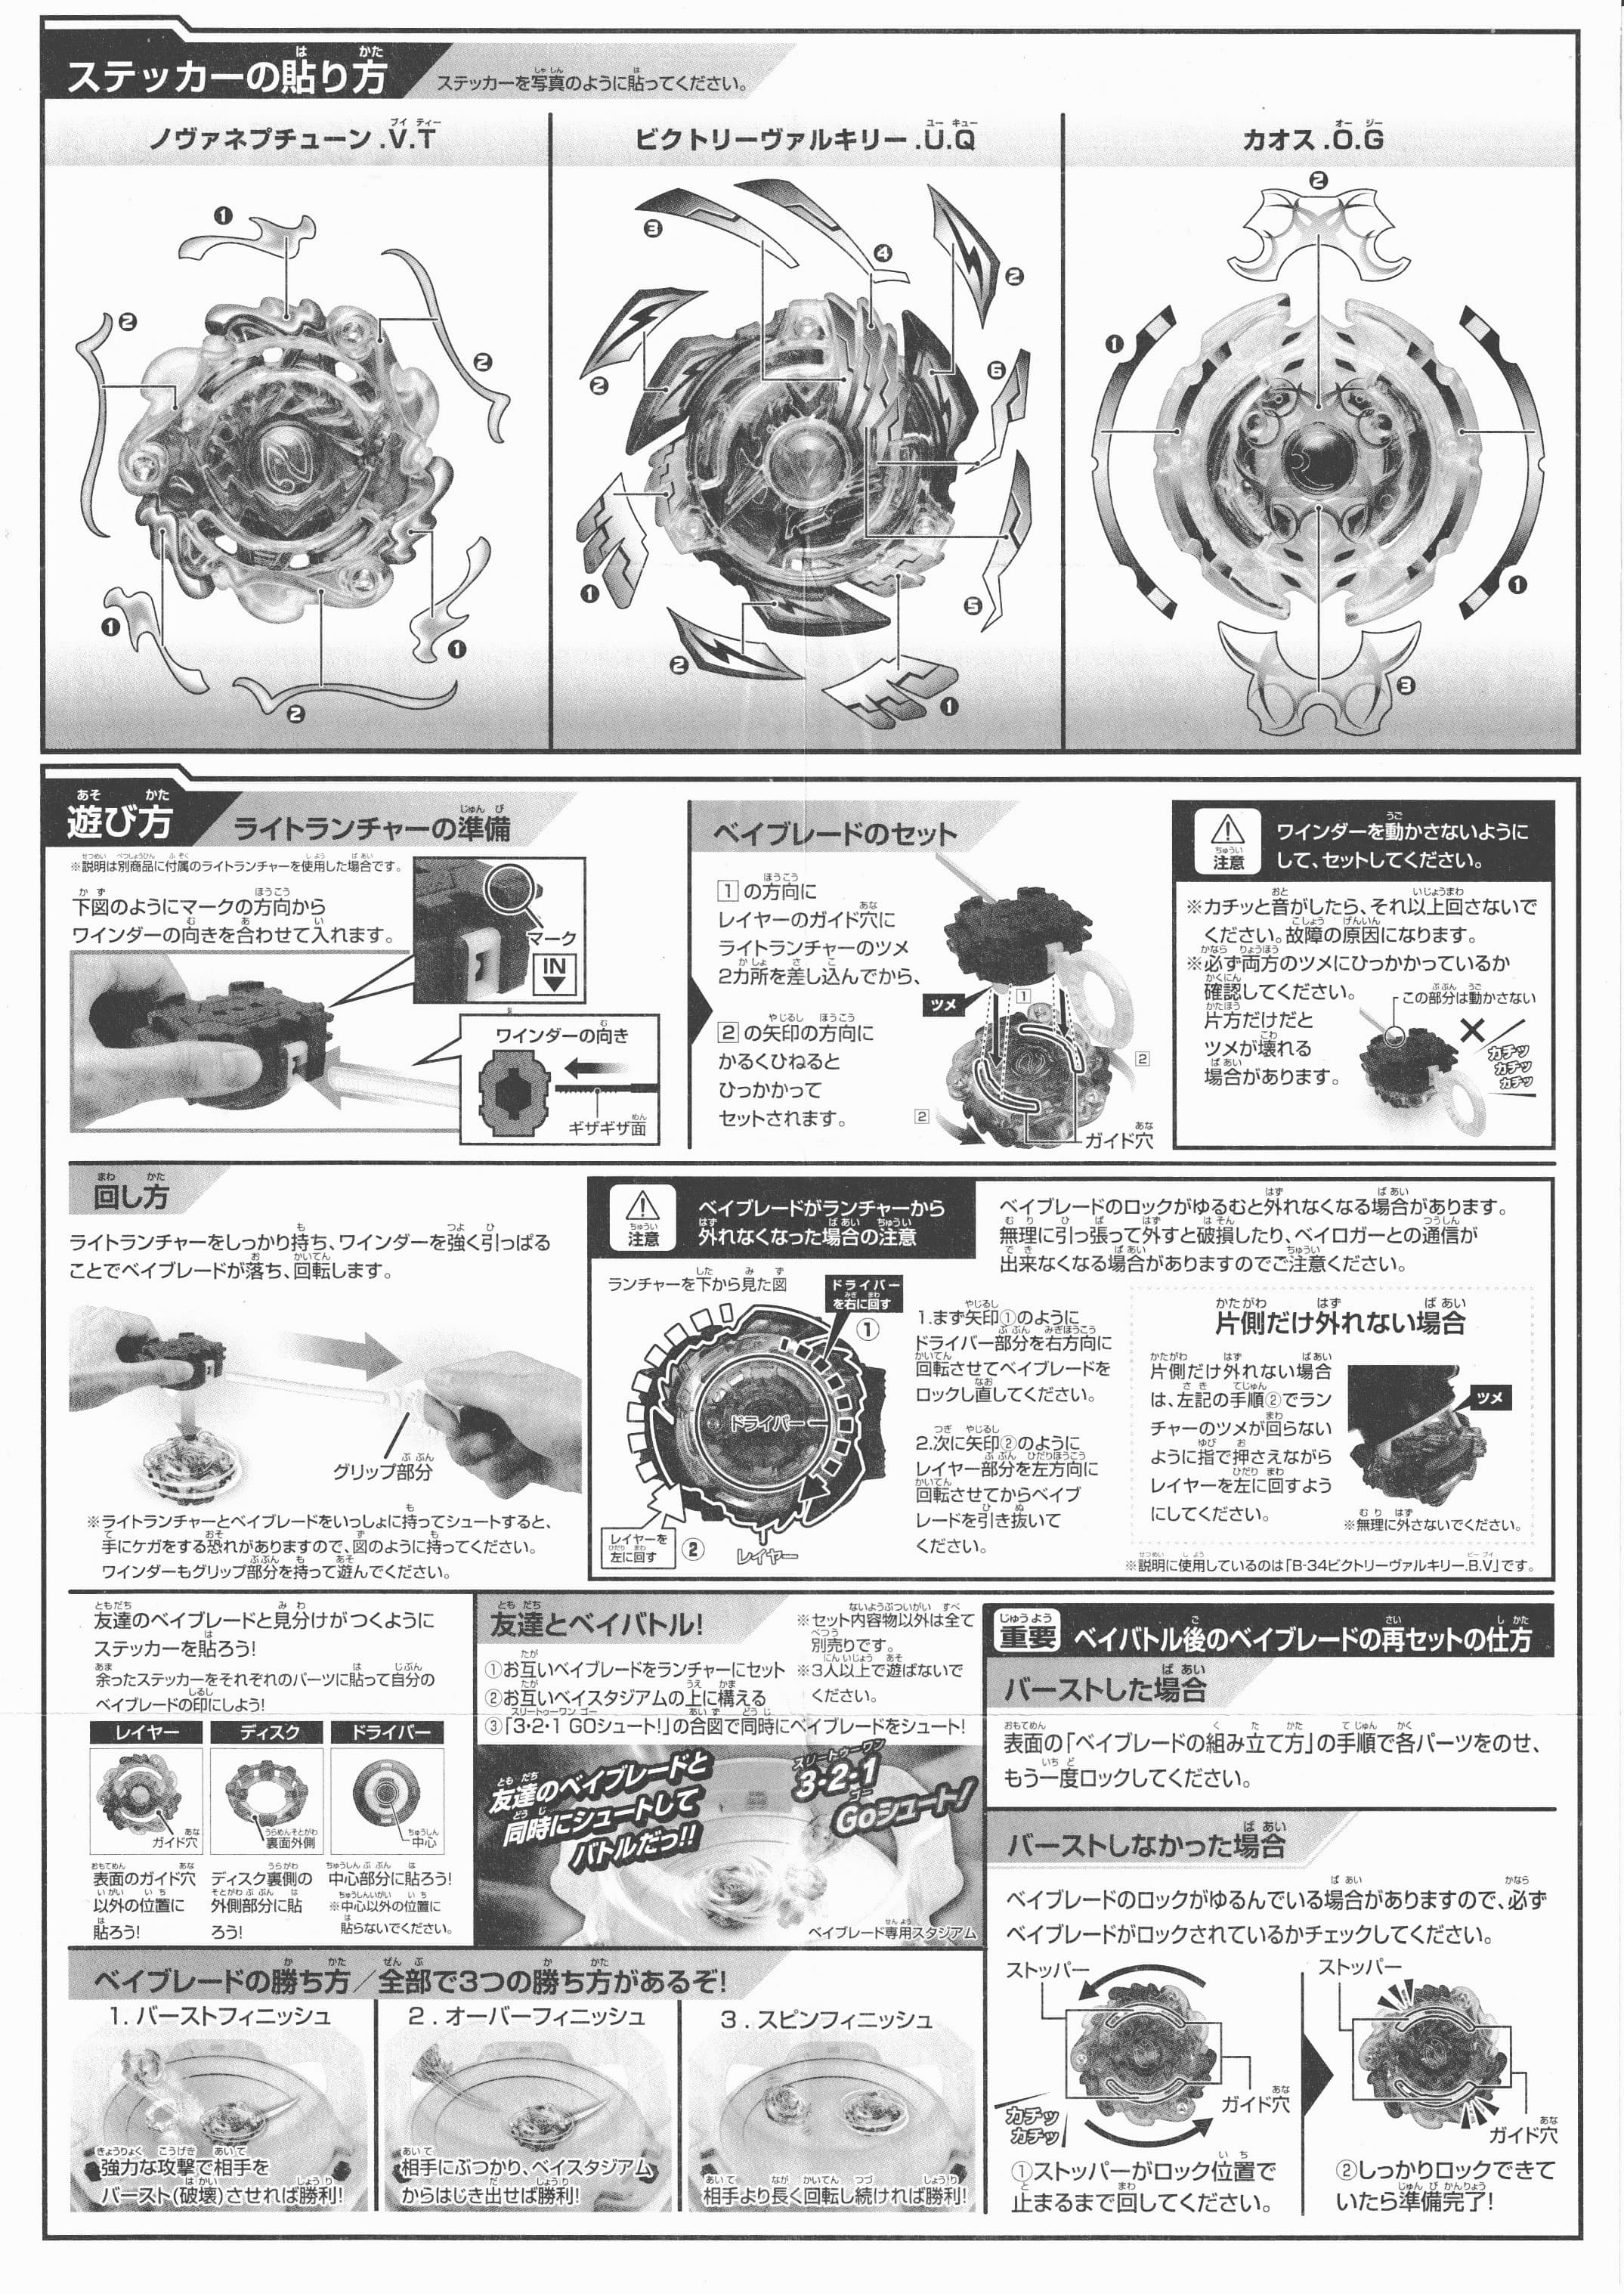 ステッカーの貼り方
ステッカーを写真のように貼ってください。
ノヴァネプチューン.V.T
ビクトリーヴァルキリー.U.Q
カオス.O.G
1
2
2
1
1
2
3
4
2
2
6
1
5
2
1
2
1
1
3
遊び方
ライトランチャーの準備
※説明は別商品に付属のライトランチャーを使用した場合です。
下図のようにマークの方向から
ワインダーの向きを合わせて入れます。
マーク
IN
ワインダーの向き
ギザギザ面
ベイブレードのセット
1の方向に
レイヤーのガイド穴に
ライトランチャーのツメ
2カ所を差し込んでから、
2の矢印の方向に
かるくひねると
ひっかかって
セットされます。
ツメ
1
2
2
ガイド穴
注意
ワインダーを動かさないように
して、セットしてください。
※カチッと音がしたら、それ以上回さないで
ください。故障の原因になります。
※必ず両方のツメにひっかかっているか
確認してください。
片方だけだと
ツメが壊れる
場合があります。
この部分は動かさない
カチッ
カチッ
カチッ
回し方
ライトランチャーをしっかり持ち、ワインダーを強く引っぱる
ことでベイブレードが落ち、回転します。
グリップ部分
※ライトランチャーとベイブレードをいっしょに持ってシュートすると、
手にケガをする恐れがありますので、図のように持ってください。
ワインダーもグリップ部分を持って遊んでください。
注意
ベイブレードがランチャーから
外れなくなった場合の注意
ランチャーを下から見た図
ドライバー
を右に回す
①
ドライバー
レイヤーを
左に回す
②
レイヤー
ベイブレードのロックがゆるむと外れなくなる場合があります。
無理に引っ張って外すと破損したり、ベイロガーとの通信が
出来なくなる場合がありますのでご注意ください。
1.まず矢印①のように
ドライバー部分を右方向に
回転させてベイブレードを
ロックし直してください。
2.次に矢印②のように
レイヤー部分を左方向に
回転させてからベイブ
レードを引き抜いて
ください。
片側だけ外れない場合
片側だけ外れない場合
は、左記の手順②でラン
チャーのツメが回らない
ように指で押さえながら
レイヤーを左に回すよう
にしてください。
ツメ
※無理に外さないでください。
※説明に使用しているのは「B-34ビクトリーヴァルキリー.B.V」です。
友達のベイブレードと見分けがつくように
ステッカーを貼ろう!
余ったステッカーをそれぞれのパーツに貼って自分の
ベイブレードの印にしよう!
レイヤー
ディスク
ドライバー
ガイド穴
裏面外側
中心
表面のガイド穴
以外の位置に
貼ろう!
ディスク裏側の
外側部分に貼
ろう!
中心部分に貼ろう!
※中心以外の位置に
貼らないでください。
友達とベイバトル!
※セット内容物以外は全て
別売りです。
※3人以上で遊ばないで
ください。
①お互いベイブレードをランチャーにセット
②お互いベイスタジアムの上に構える
③「3・2・1 GOシュート!」の合図で同時にベイブレードをシュート!
友達のベイブレードと
同時にシュートして
バトルだっ!!
3・2・1
Goシュート!
ベイブレード専用スタジアム
重要
ベイバトル後のベイブレードの再セットの仕方
バーストした場合
表面の「ベイブレードの組み立て方」の手順で各パーツをのせ、
もう一度ロックしてください。
バーストしなかった場合
ベイブレードのロックがゆるんでいる場合がありますので、必ず
ベイブレードがロックされているかチェックしてください。
ストッパー
ガイド穴
カチッ
カチッ
①ストッパーがロック位置で
止まるまで回してください。
ストッパー
ガイド穴
②しっかりロックできて
いたら準備完了!
ベイブレードの勝ち方/全部で3つの勝ち方があるぞ!
1. バーストフィニッシュ
強力な攻撃で相手を
バースト(破壊)させれば勝利!
2. オーバーフィニッシュ
相手にぶつかり、ベイスタジアム
からはじき出せば勝利!
3. スピンフィニッシュ
相手より長く回転し続ければ勝利!